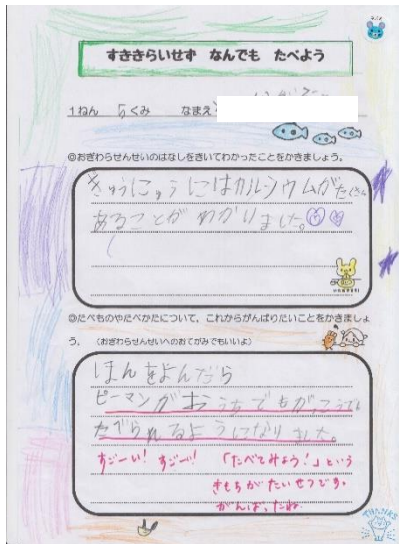 すききらいせず なんでも たべよう
1ねん 5くみ なまえ
◎おぎわらせんせいのはなしをきいてわかったことをかきましょう。
ぎゅうにゅうにはカルシウムがたくさん
あることがわかりました。
◎たべものやたべかたについて、これからがんばりたいことをかきましょ
う。(おぎわらせんせいへのおてがみでもいいよ)
ほんをよんだら
ピーマンがおうちでもがっこうでも
たべられるようになりました。
すごーい! すごーい! 「たべてみよう!」という
きもちがたいせつです。
がんばったね。
THANKS